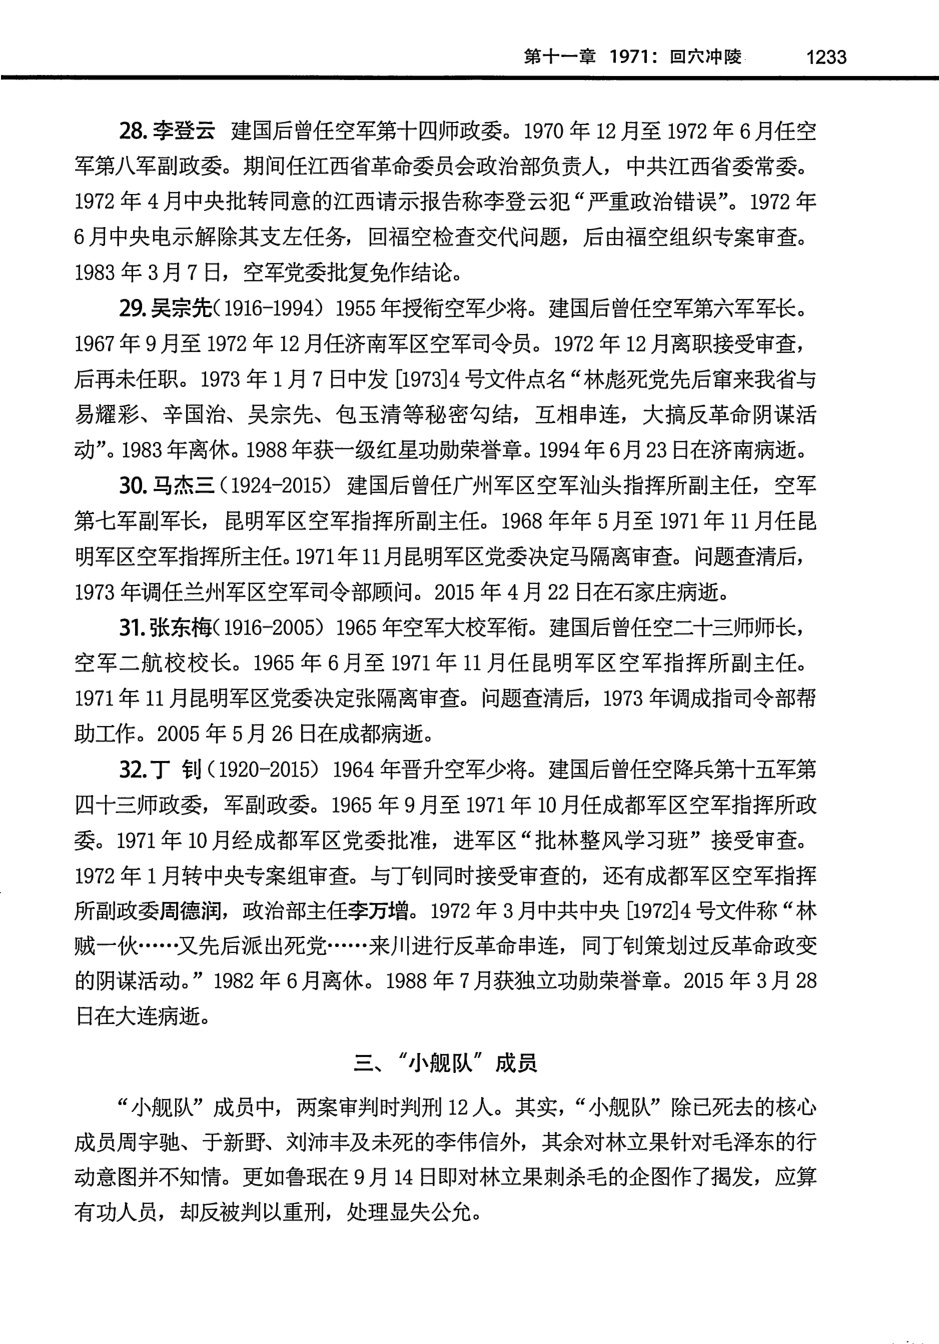 第十一章 1971：回穴冲陵 1233
28. 李登云 建国后曾任空军第十四师政委。1970 年 12 月至 1972 年 6 月任空
军第八军副政委。期间任江西省革命委员会政治部负责人，中共江西省委常委。
1972 年 4 月中央批转同意的江西请示报告称李登云犯“严重政治错误”。1972 年
6 月中央电示解除其支左任务，回福空检查交代问题，后由福空组织专案审查。
1983 年 3 月 7 日，空军党委批复免作结论。
29. 吴宗先（1916-1994）1955 年授衔空军少将。建国后曾任空军第六军军长。
1967 年 9 月至 1972 年 12 月任济南军区空军司令员。1972 年 12 月离职接受审查，
后再未任职。1973 年 1 月 7 日中发 [1973]4 号文件点名“林彪死党先后窜来我省与
易耀彩、辛国治、吴宗先、包玉清等秘密勾结，互相串连，大搞反革命阴谋活
动”。1983 年离休。1988 年获一级红星功勋荣誉章。1994 年 6 月 23 日在济南病逝。
30. 马杰三（1924-2015） 建国后曾任广州军区空军汕头指挥所副主任，空军
第七军副军长，昆明军区空军指挥所副主任。1968 年年 5 月至 1971 年 11 月任昆
明军区空军指挥所主任。1971 年 11 月昆明军区党委决定马隔离审查。问题查清后，
1973 年调任兰州军区空军司令部顾问。2015 年 4 月 22 日在石家庄病逝。
31. 张东梅（1916-2005）1965 年空军大校军衔。建国后曾任空二十三师师长，
空军二航校校长。1965 年 6 月至 1971 年 11 月任昆明军区空军指挥所副主任。
1971 年 11 月昆明军区党委决定张隔离审查。问题查清后，1973 年调成指司令部帮
助工作。2005 年 5 月 26 日在成都病逝。
32. 丁 钊（1920-2015）1964 年晋升空军少将。建国后曾任空降兵第十五军第
四十三师政委，军副政委。1965 年 9 月至 1971 年 10 月任成都军区空军指挥所政
委。1971 年 10 月经成都军区党委批准，进军区“批林整风学习班”接受审查。
1972 年 1 月转中央专案组审查。与丁钊同时接受审查的，还有成都军区空军指挥
所副政委周德润，政治部主任李万增。1972 年 3 月中共中央 [1972]4 号文件称“林
贼一伙……又先后派出死党……来川进行反革命串连，同丁钊策划过反革命政变
的阴谋活动。”1982 年 6 月离休。1988 年 7 月获独立功勋荣誉章。2015 年 3 月 28
日在大连病逝。
三、“小舰队”成员
“小舰队”成员中，两案审判时判刑 12 人。其实，“小舰队”除已死去的核心
成员周宇驰、于新野、刘沛丰及未死的李伟信外，其余对林立果针对毛泽东的行
动意图并不知情。更如鲁珉在 9 月 14 日即对林立果刺杀毛的企图作了揭发，应算
有功人员，却反被判以重刑，处理显失公允。